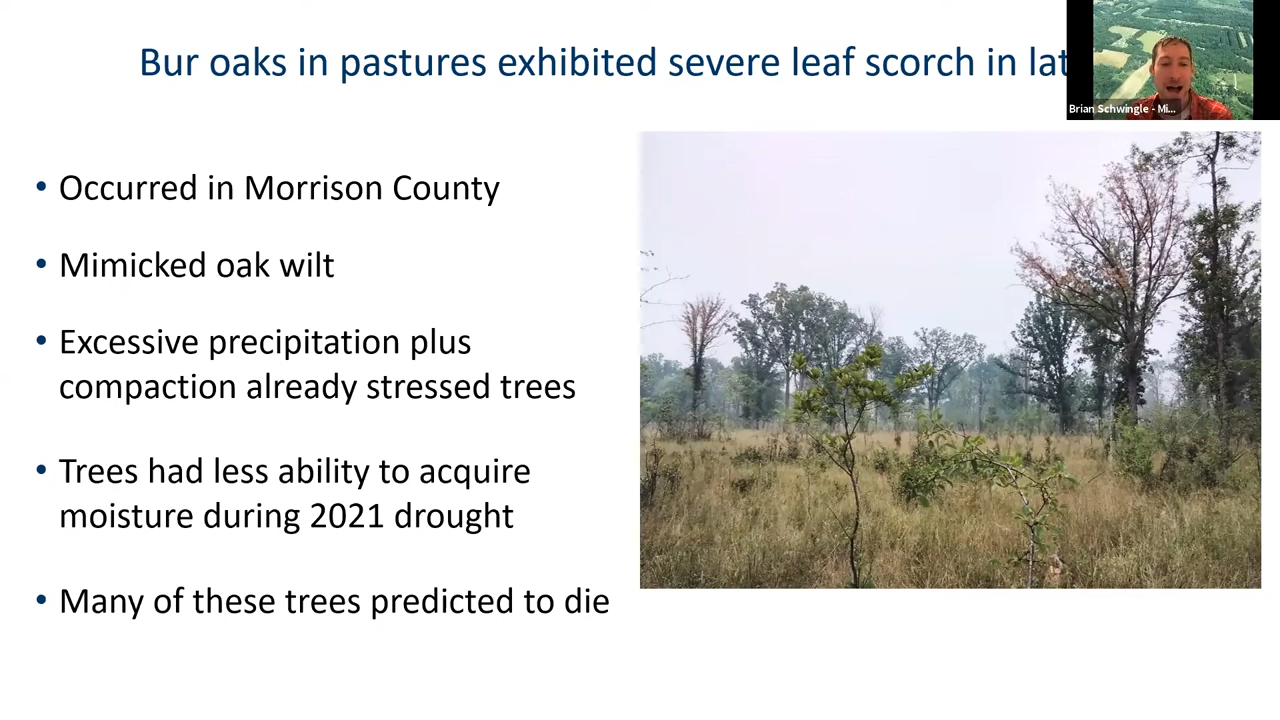 Bur oaks in pastures exhibited severe leaf scorch in
Brian Schwingle - Mi...
• Occurred in Morrison County
• Mimicked oak wilt
• Excessive precipitation plus
compaction already stressed trees
• Trees had less ability to acquire
moisture during 2021 drought
• Many of these trees predicted to die